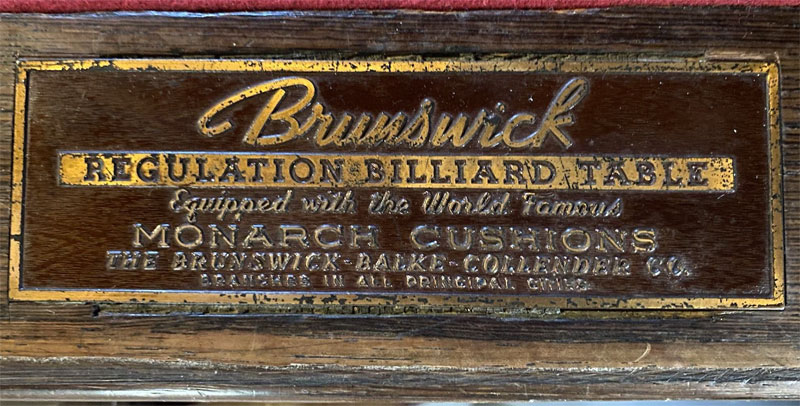 Brunswick
REGULATION BILLIARD TABLE
Equipped with the World Famous
MONARCH CUSHIONS
THE BRUNSWICK-BALKE-COLLENDER CO.
BRANCHES IN ALL PRINCIPAL CITIES